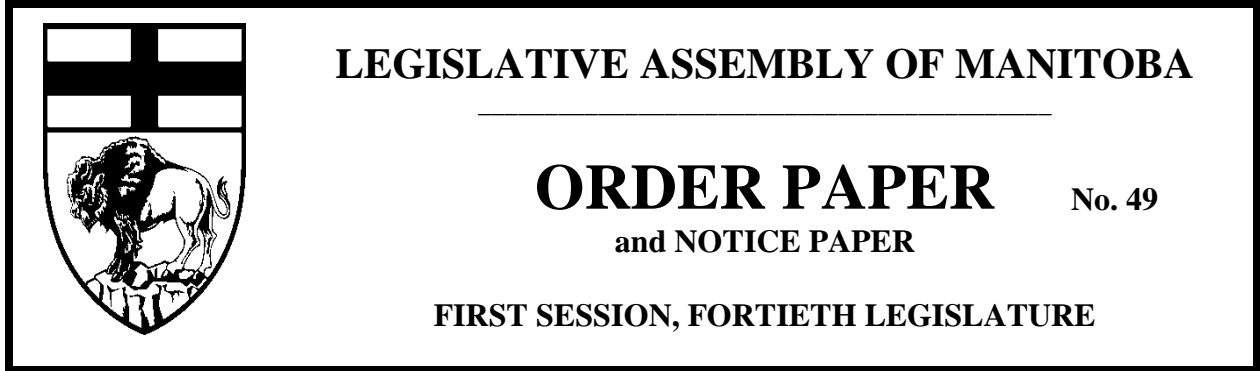 LEGISLATIVE ASSEMBLY OF MANITOBA
ORDER PAPER No. 49
and NOTICE PAPER
FIRST SESSION, FORTIETH LEGISLATURE